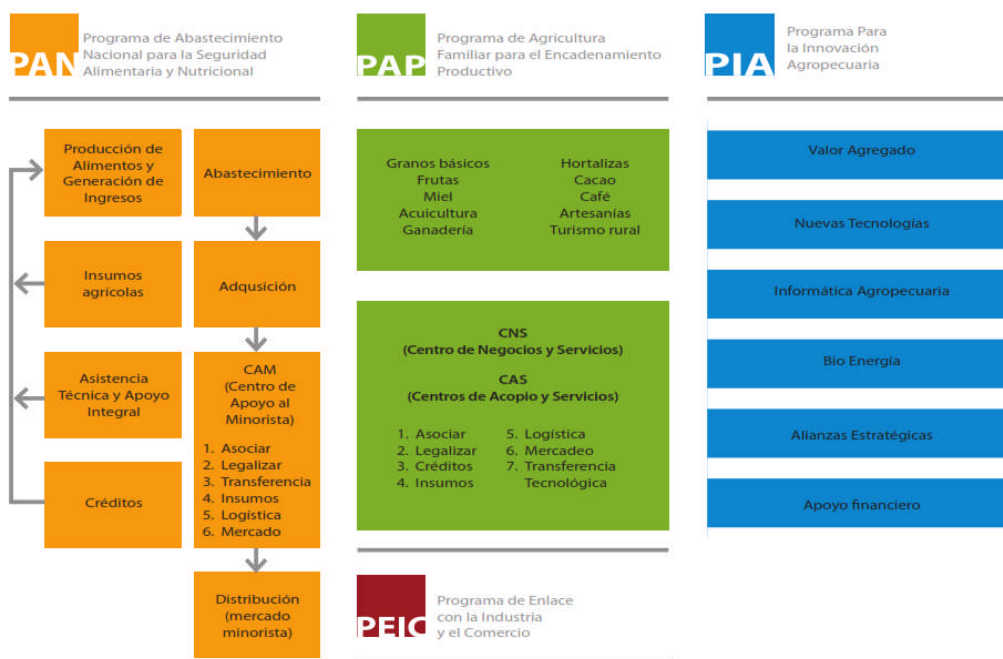 PAN
Programa de Abastecimiento
Nacional para la Seguridad
Alimentaria y Nutricional
Producción de
Alimentos y
Generación de
Ingresos
Insumos
agrícolas
Asistencia
Técnica y Apoyo
Integral
Créditos
Abastecimiento
Adqusición
CAM
(Centro de
Apoyo al
Minorista)
1. Asociar
2. Legalizar
3. Transferencia
4. Insumos
5. Logística
6. Mercado
Distribución
(mercado
minorista)
PAP
Programa de Agricultura
Familiar para el Encadenamiento
Productivo
Granos básicos
Frutas
Miel
Acuicultura
Ganadería
Hortalizas
Cacao
Café
Artesanías
Turismo rural
CNS
(Centro de Negocios y Servicios)
CAS
(Centros de Acopio y Servicios)
1. Asociar
2. Legalizar
3. Créditos
4. Insumos
5. Logística
6. Mercadeo
7. Transferencia
Tecnológica
PEIC
Programa de Enlace
con la Industria
y el Comercio
PIA
Programa Para
la Innovación
Agropecuaria
Valor Agregado
Nuevas Tecnologías
Informática Agropecuaria
Bio Energía
Alianzas Estratégicas
Apoyo financiero